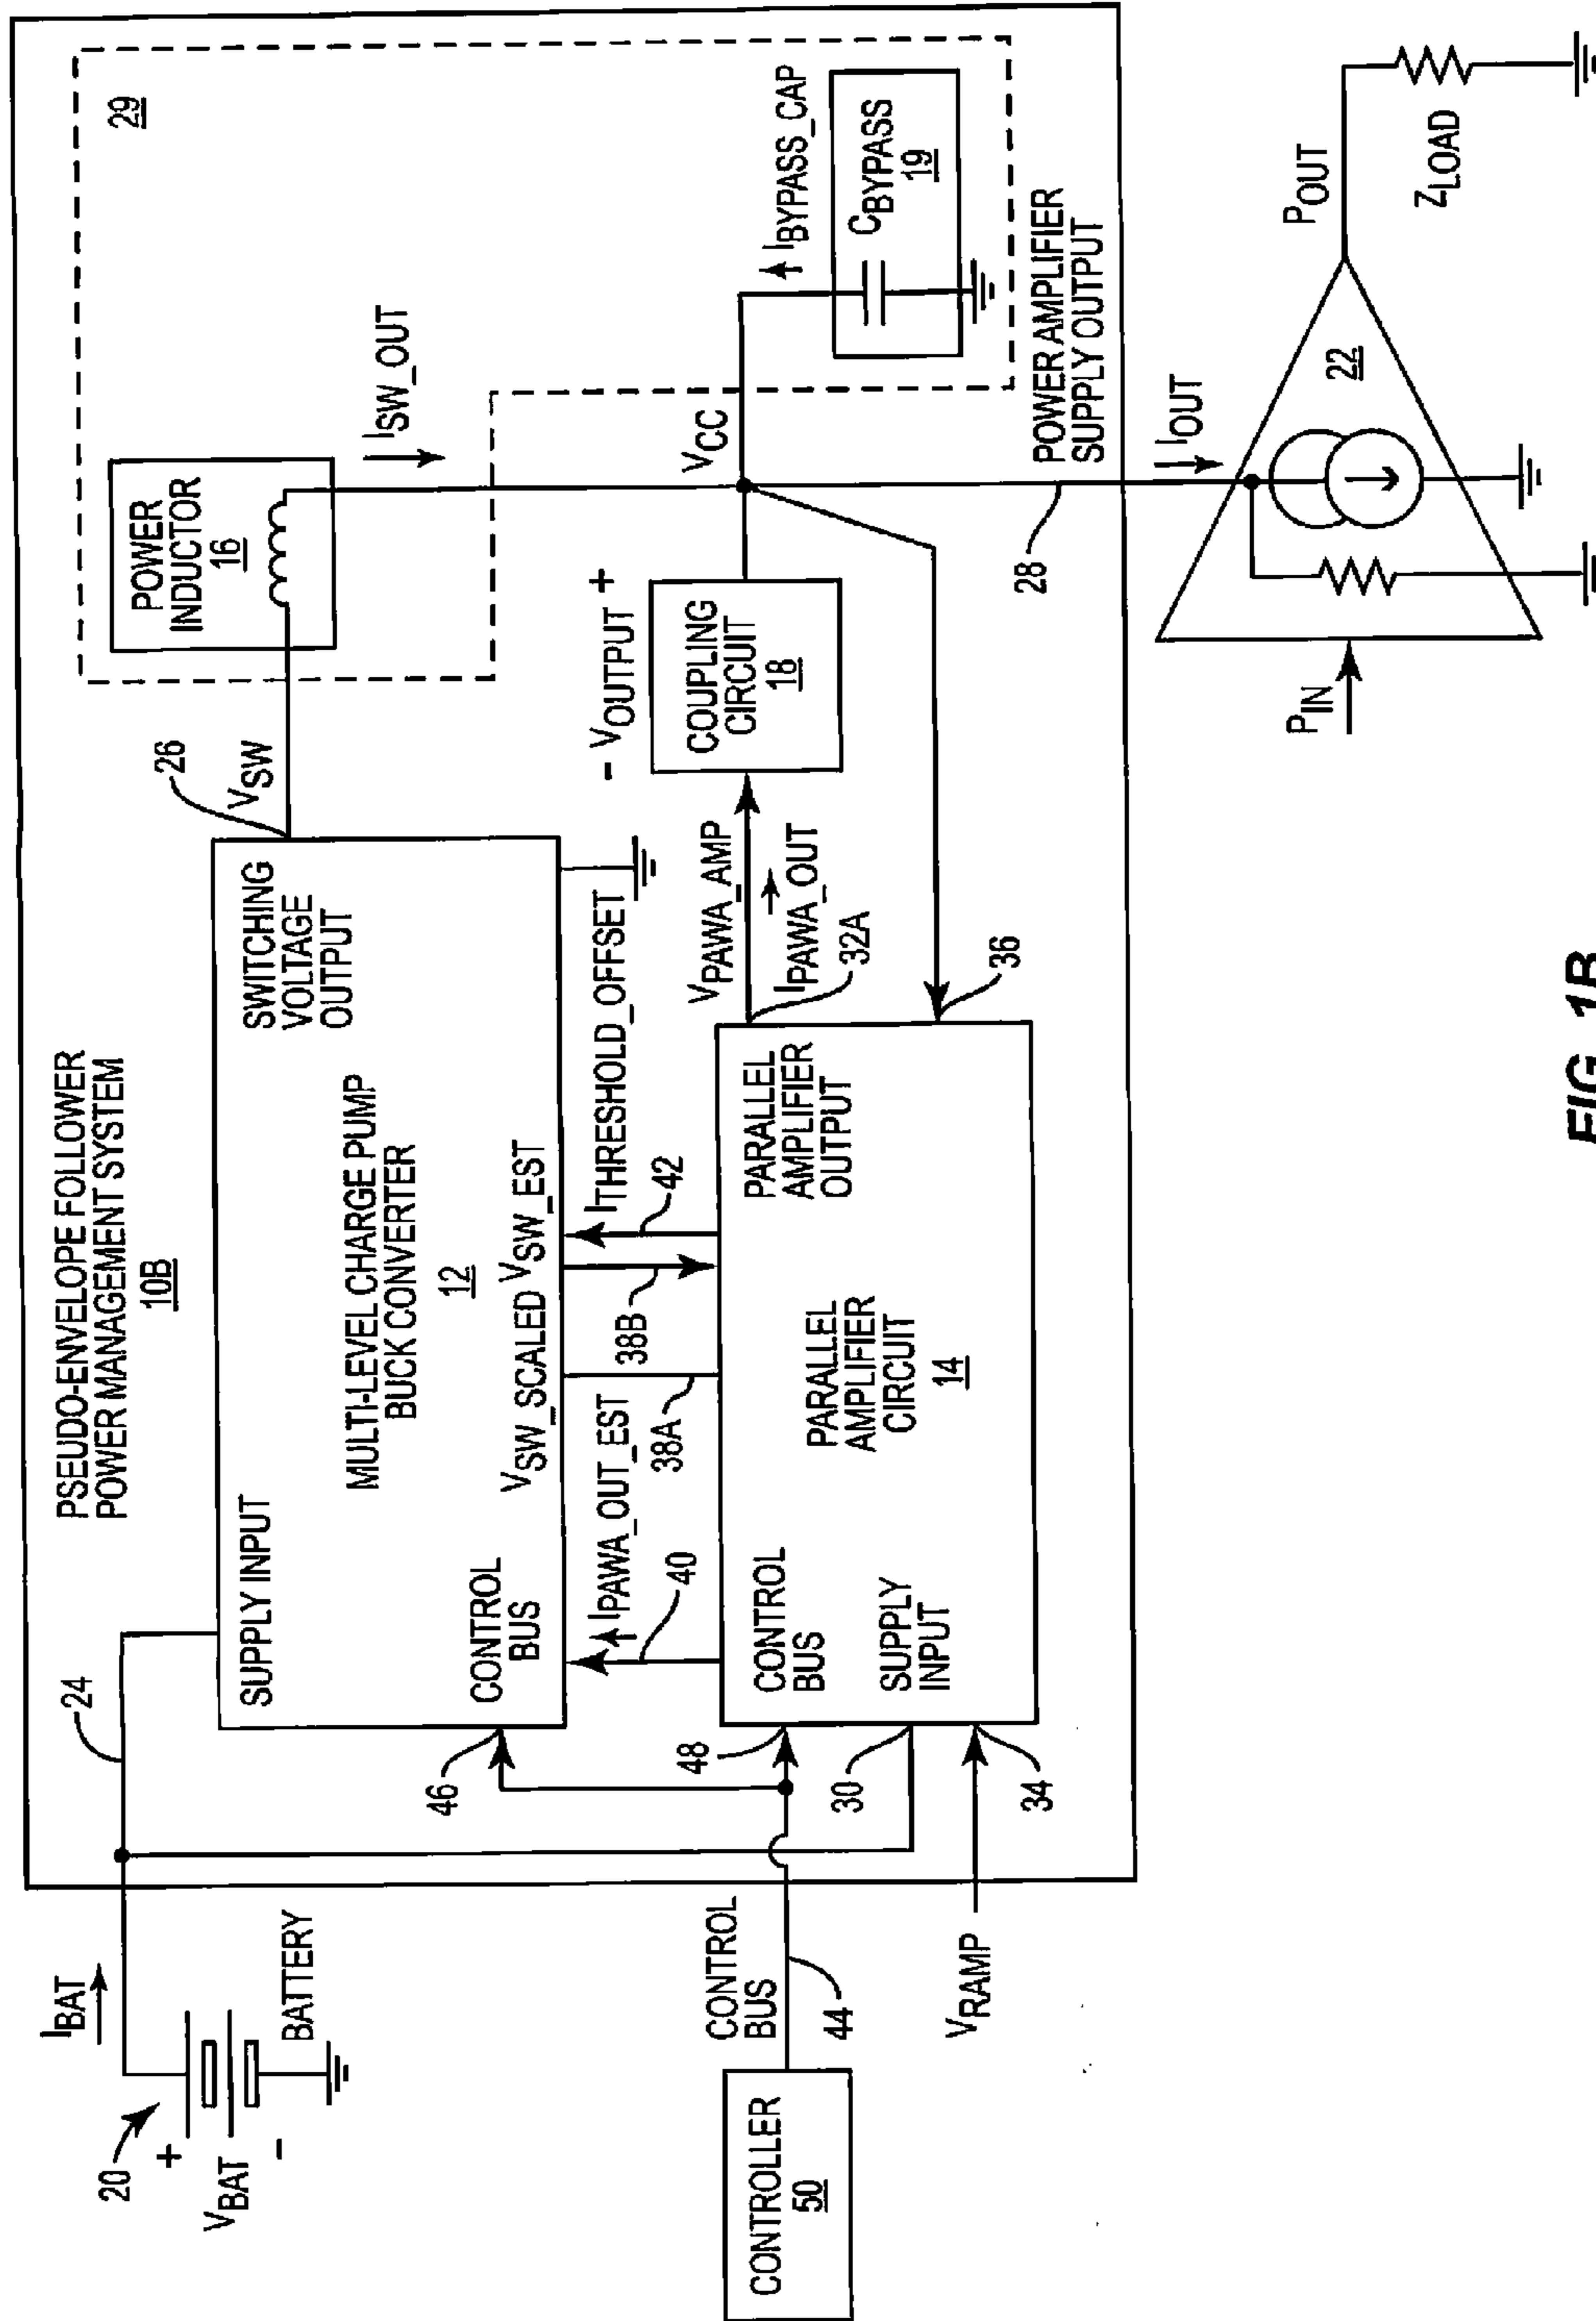 PSEUDO-ENVELOPE FOLLOWER
POWER MANAGEMENT SYSTEM
10B
20
+
VBAT
-
IBAT
BATTERY
24
SUPPLY INPUT
MULTI-LEVEL CHARGE PUMP
BUCK CONVERTER
12
SWITCHING
VOLTAGE
OUTPUT
CONTROL
BUS
VSW_SCALED
VSW_EST
46
26
VSW
POWER
INDUCTOR
16
ISW_OUT
29
IPAWA_OUT_EST
40
38A
38B
42
ITHRESHOLD_OFFSET
- VOUTPUT +
COUPLING
CIRCUIT
18
VCC
IBYPASS_CAP
CBYPASS
19
CONTROLLER
50
CONTROL
BUS
44
48
30
34
VRAMP
CONTROL
BUS
SUPPLY
INPUT
PARALLEL
AMPLIFIER
CIRCUIT
14
PARALLEL
AMPLIFIER
OUTPUT
VPAWA_AMP
IPAWA_OUT
32A
36
28
POWER AMPLIFIER
SUPPLY OUTPUT
IOUT
PIN
22
POUT
ZLOAD
FIG. 1B